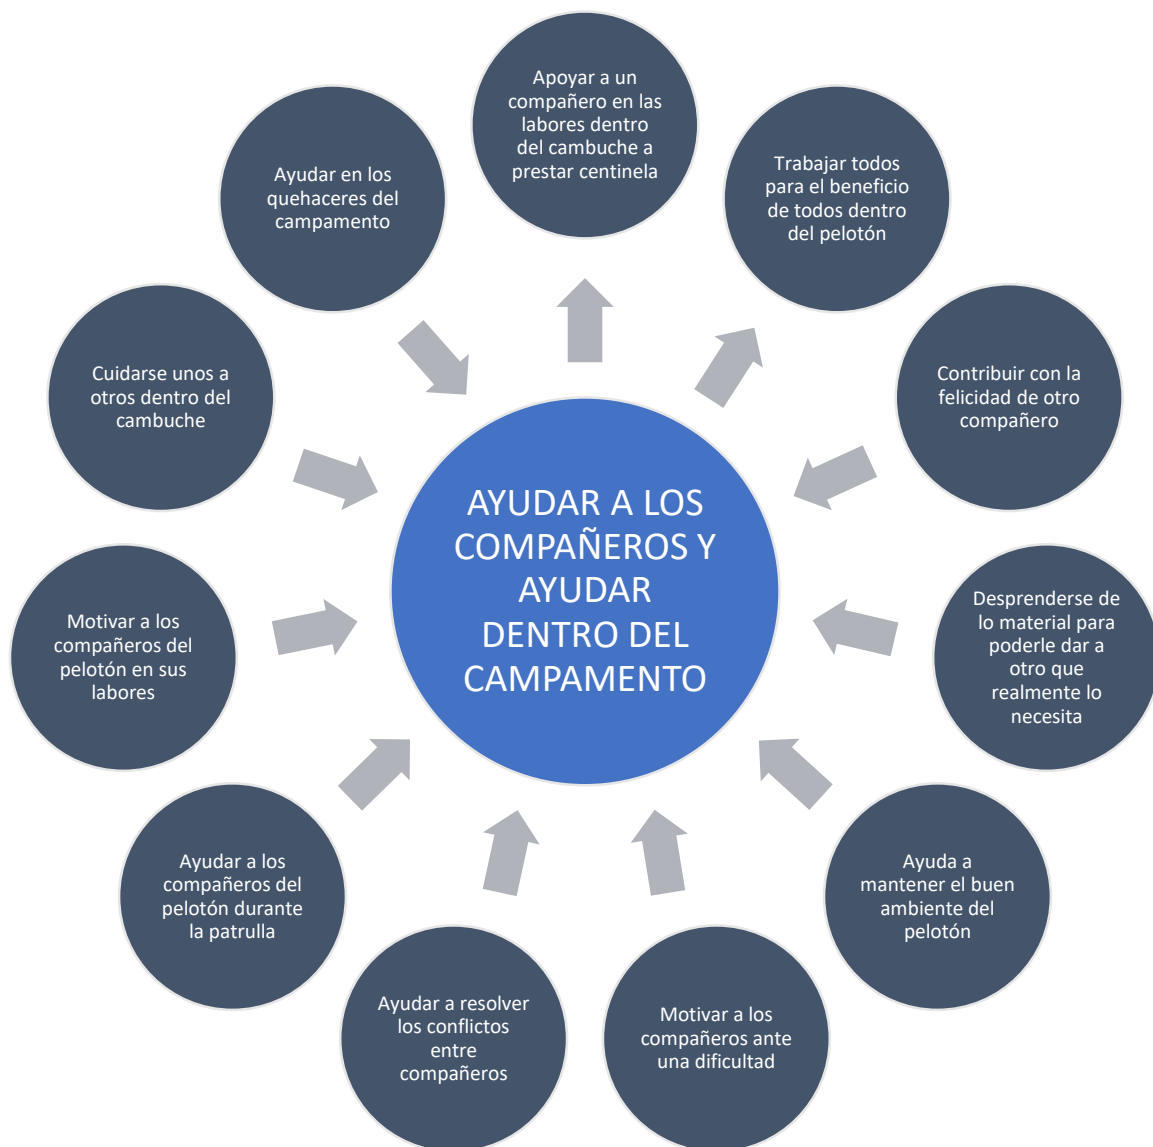 Apoyar a un
compañero en las
labores dentro
del cambuche a
prestar centinela
Trabajar todos
para el beneficio
de todos dentro
del pelotón
Contribuir con la
felicidad de otro
compañero
Desprenderse de
lo material para
poderle dar a
otro que
realmente lo
necesita
Ayuda a
mantener el buen
ambiente del
pelotón
Motivar a los
compañeros ante
una dificultad
Ayudar a resolver
los conflictos
entre
compañeros
Ayudar a los
compañeros del
pelotón durante
la patrulla
Motivar a los
compañeros del
pelotón en sus
labores
Cuidarse unos a
otros dentro del
cambuche
Ayudar en los
quehaceres del
campamento
AYUDAR A LOS
COMPAÑEROS Y
AYUDAR
DENTRO DEL
CAMPAMENTO